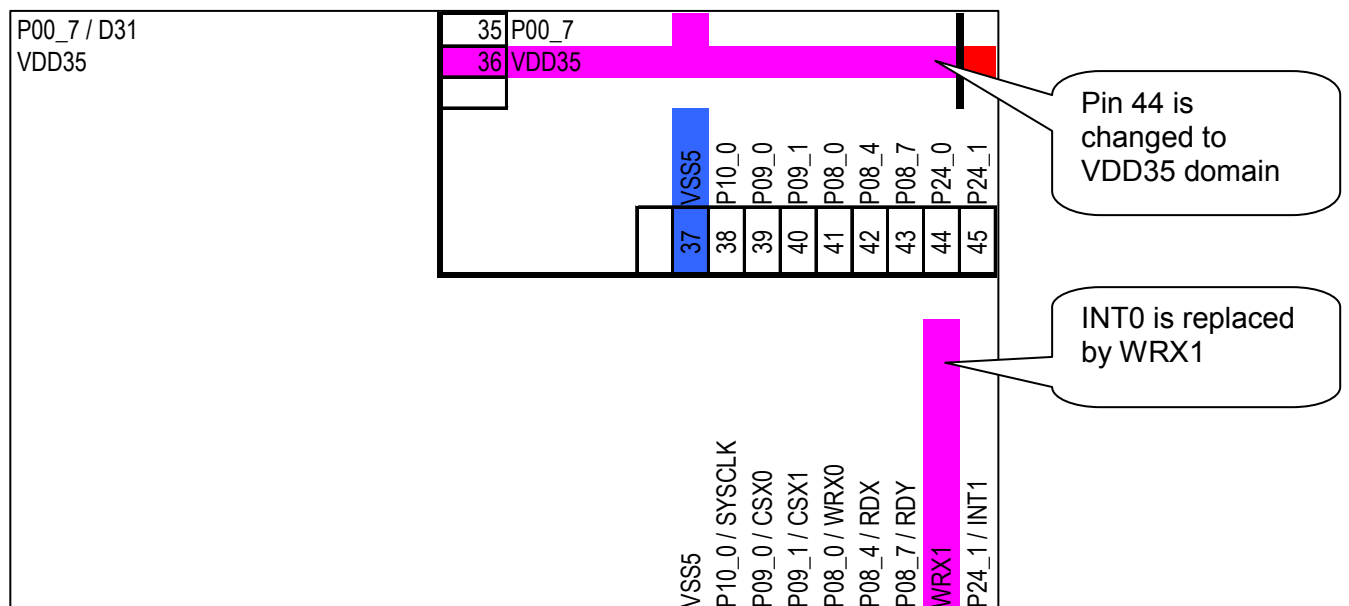 P00_7 / D31
35 P00_7
VDD35
36 VDD35
Pin 44 is
changed to
VDD35 domain
VSS5
P10_0
P09_0
P09_1
P08_0
P08_4
P08_7
P24_0
P24_1
37
38
39
40
41
42
43
44
45
INT0 is replaced
by WRX1
VSS5
P10_0 / SYSCLK
P09_0 / CSX0
P09_1 / CSX1
P08_0 / WRX0
P08_4 / RDX
P08_7 / RDY
WRX1
P24_1 / INT1